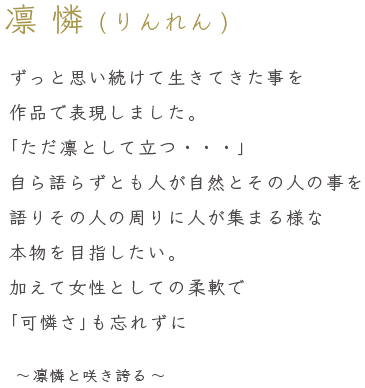 凛 憐 (りんれん)
ずっと思い続けて生きてきた事を
作品で表現しました。
｢ただ凛として立つ・・・｣
自ら語らずとも人が自然とその人の事を
語りその人の周りに人が集まる様な
本物を目指したい。
加えて女性としての柔軟で
｢可憐さ｣も忘れずに
～凛憐と咲き誇る～